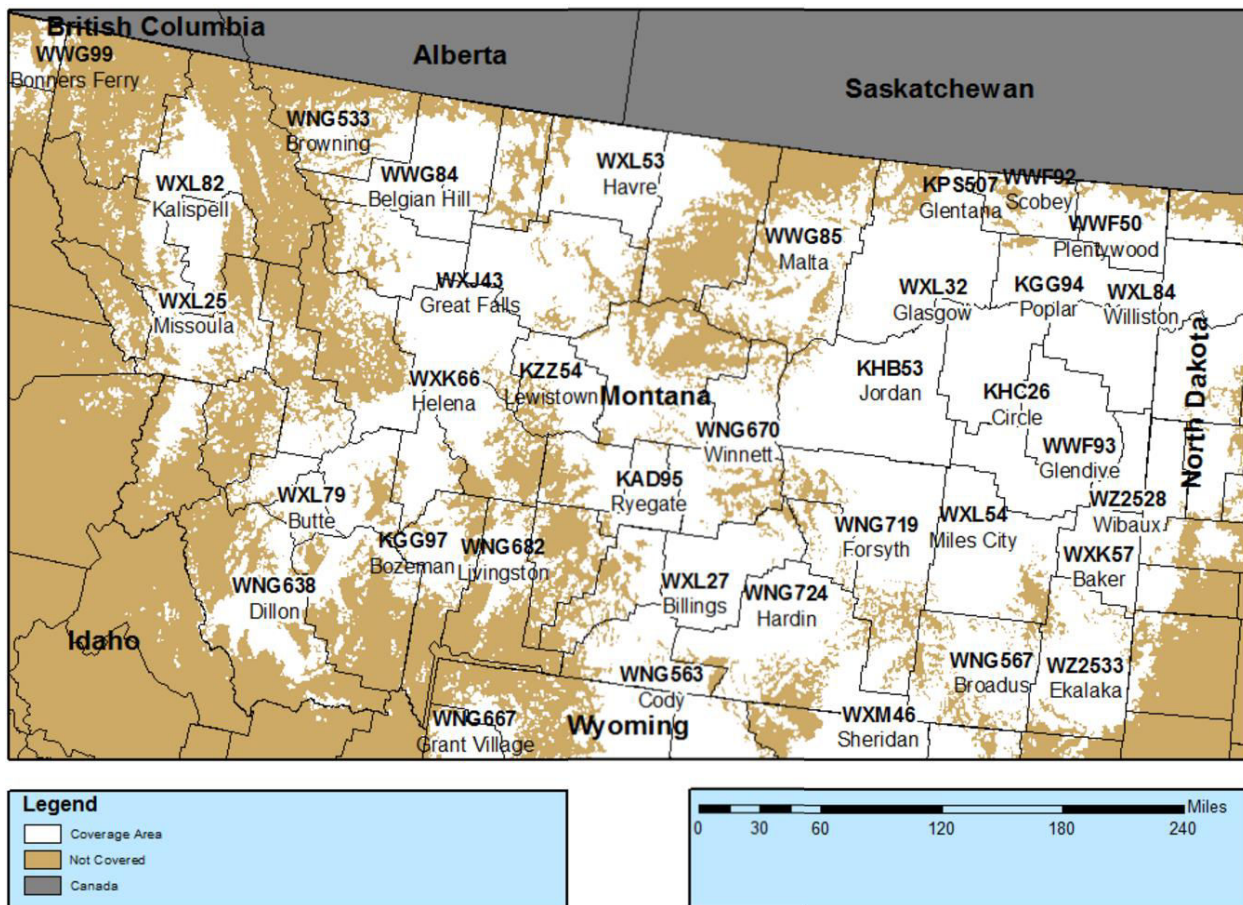 British Columbia
WWG99
Bonners Ferry
Alberta
Saskatchewan
WNG533
Browning
WXL53
Havre
WWG84
Belgian Hill
WXL82
Kalispell
KPS507
Glentana
WWF92
Scobey
WWF50
Plentywood
WWG85
Malta
WXL25
Missoula
WXJ43
Great Falls
WXL32
Glasgow
KGG94
Poplar
WXL84
Williston
WXK66
Helena
KZZ54
Lewistown
Montana
KHB53
Jordan
KHC26
Circle
North Dakota
WNG670
Winnett
WWF93
Glendive
WXL79
Butte
KAD95
Ryegate
WZ2528
Wibaux
KGG97
Bozeman
WNG682
Livingston
WNG719
Forsyth
WXL54
Miles City
WXK57
Baker
WNG638
Dillon
WXL27
Billings
WNG724
Hardin
Idaho
WNG563
Cody
WNG567
Broadus
WZ2533
Ekalaka
WNG667
Grant Village
Wyoming
WXM46
Sheridan
Legend
Coverage Area
Not Covered
Canada
Miles
0 30 60 120 180 240